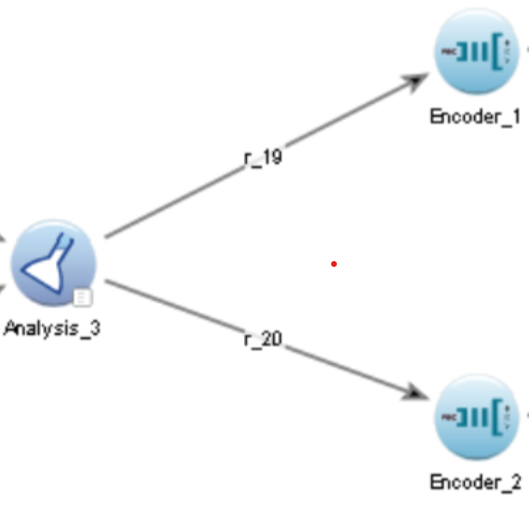 Encoder_1
r_19
Analysis_3
r_20
Encoder_2